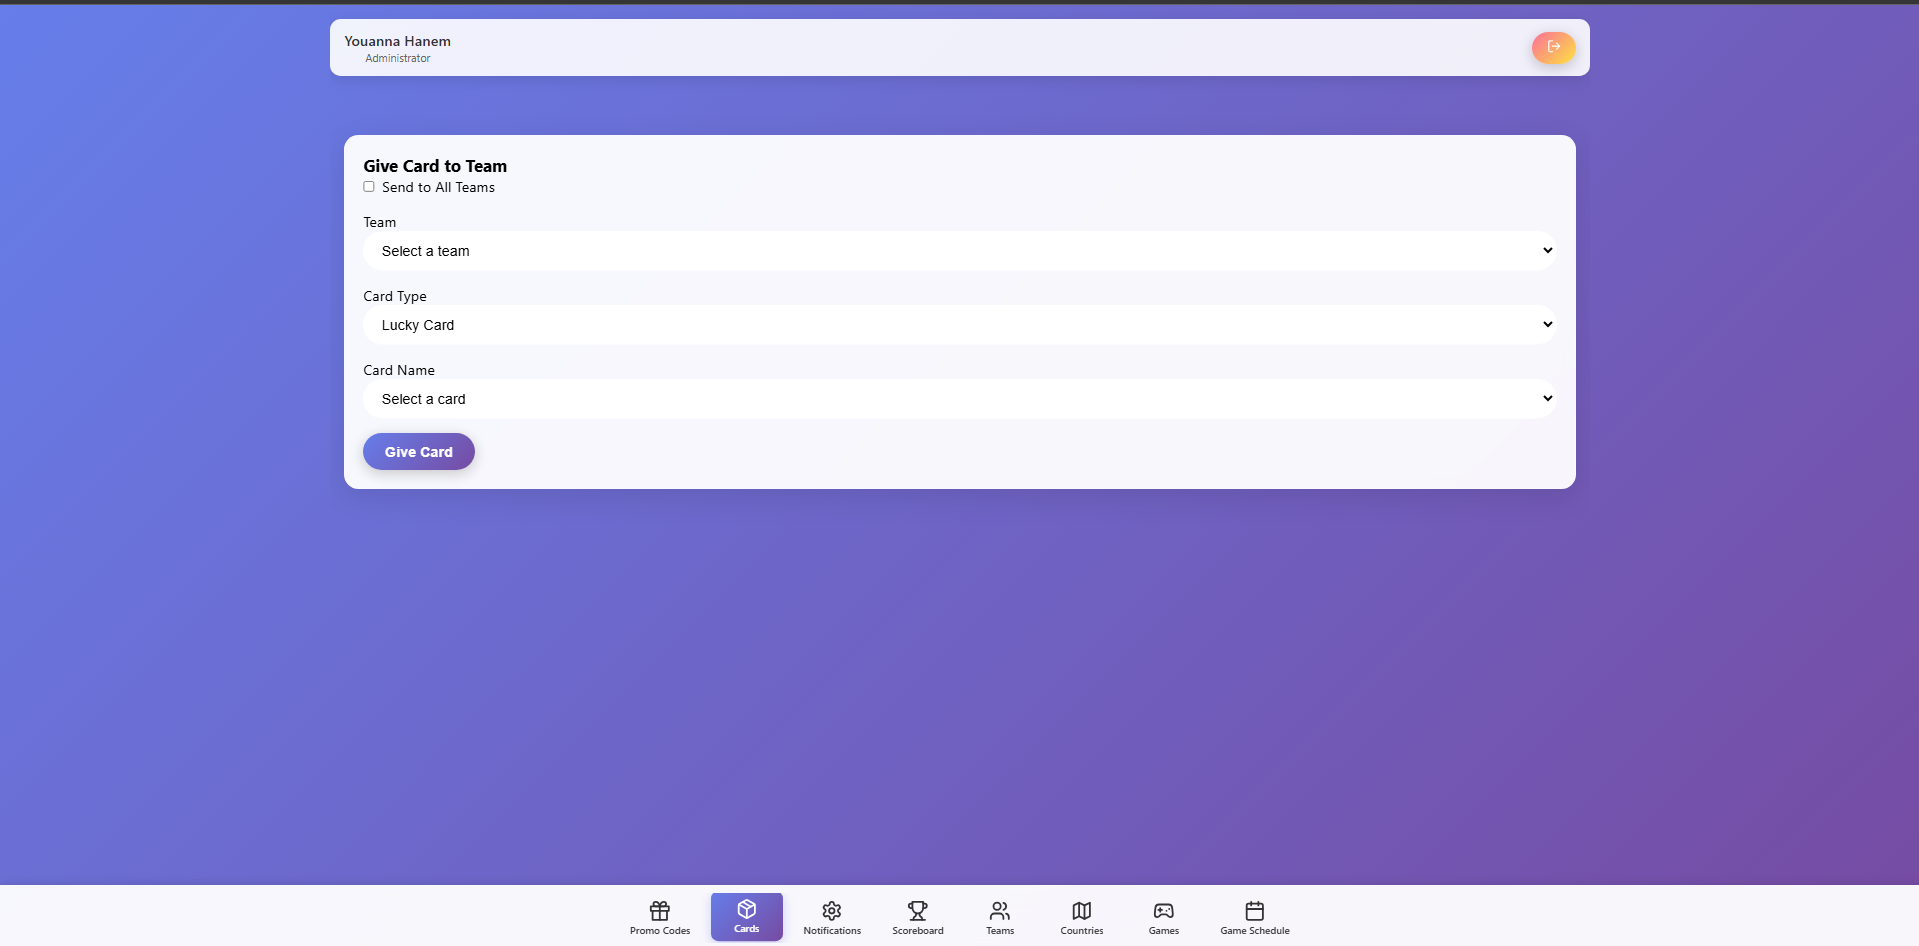 Youanna Hanem
Administrator
Give Card to Team
Send to All Teams
Team
Select a team
Card Type
Lucky Card
Card Name
Select a card
Give Card
Promo Codes
Cards
Notifications
Scoreboard
Teams
Countries
Games
Game Schedule